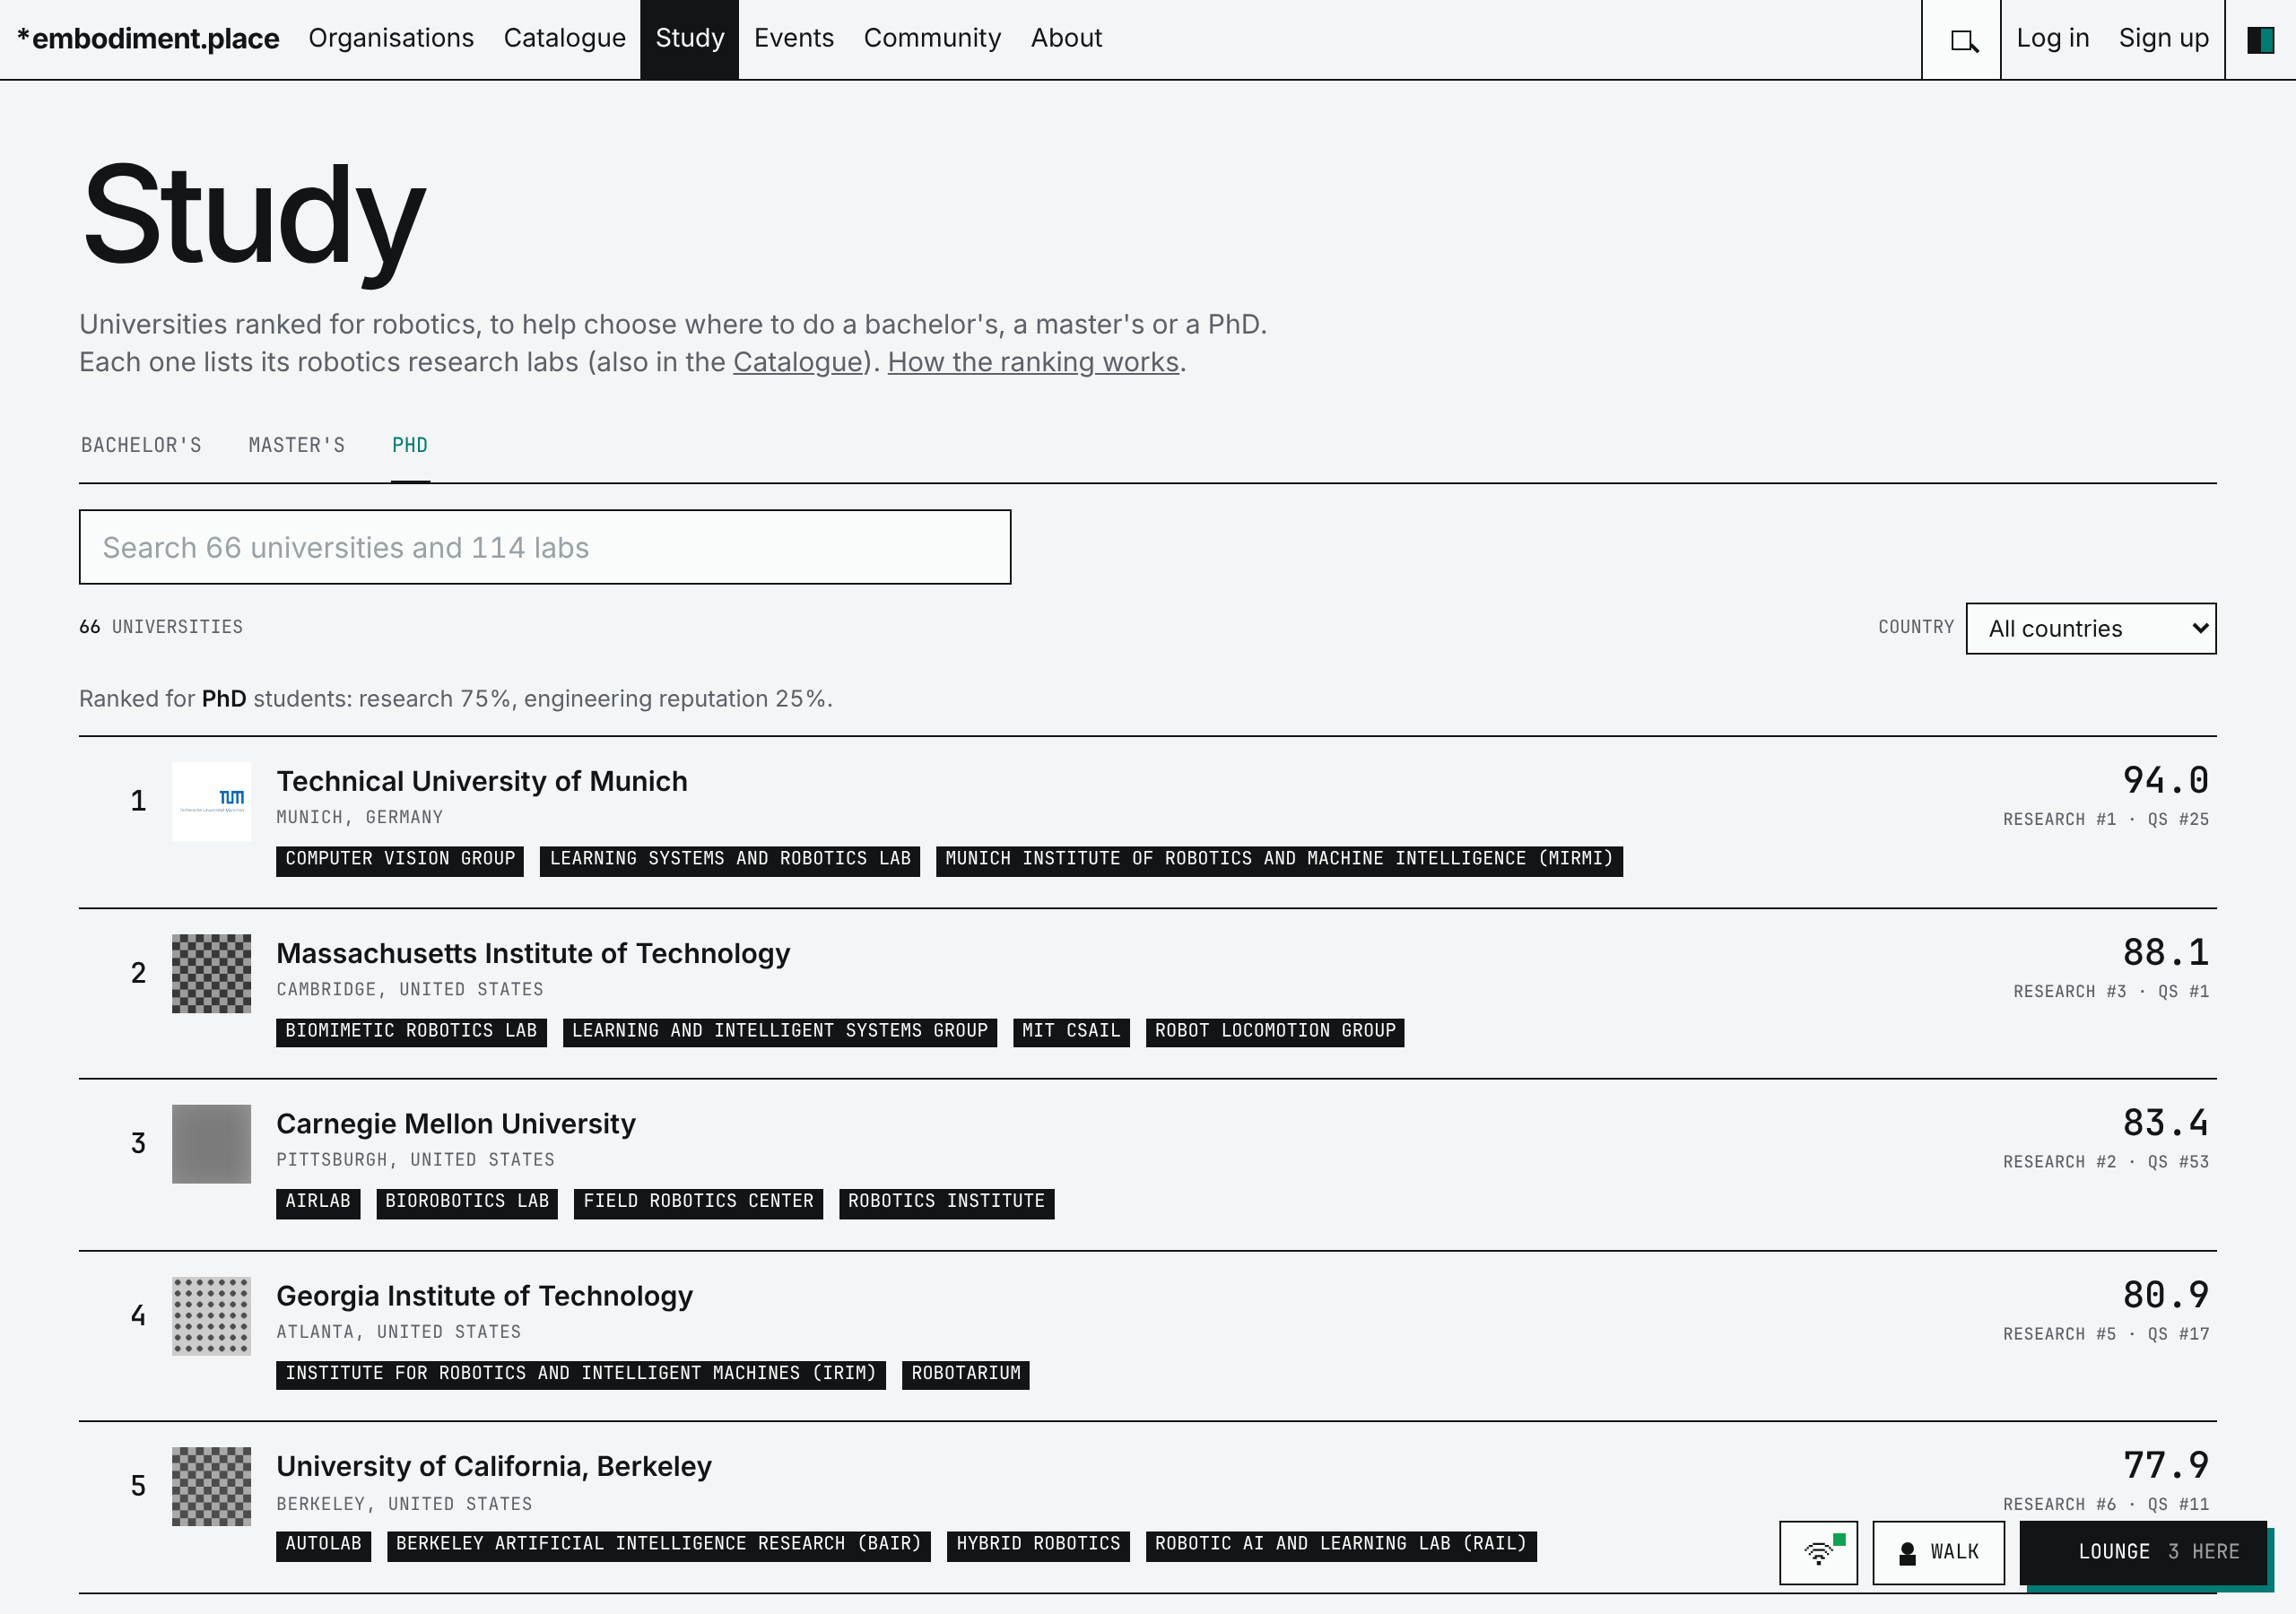 *embodiment.place Organisations Catalogue Study Events Community About Log in Sign up
Study
Universities ranked for robotics, to help choose where to do a bachelor's, a master's or a PhD.
Each one lists its robotics research labs (also in the Catalogue). How the ranking works.
BACHELOR'S MASTER'S PHD
Search 66 universities and 114 labs
66 UNIVERSITIES COUNTRY All countries
Ranked for PhD students: research 75%, engineering reputation 25%.
1 TUM Technical University of Munich 94.0
MUNICH, GERMANY RESEARCH #1 · QS #25
COMPUTER VISION GROUP LEARNING SYSTEMS AND ROBOTICS LAB MUNICH INSTITUTE OF ROBOTICS AND MACHINE INTELLIGENCE (MIRMI)
2 Massachusetts Institute of Technology 88.1
CAMBRIDGE, UNITED STATES RESEARCH #3 · QS #1
BIOMIMETIC ROBOTICS LAB LEARNING AND INTELLIGENT SYSTEMS GROUP MIT CSAIL ROBOT LOCOMOTION GROUP
3 Carnegie Mellon University 83.4
PITTSBURGH, UNITED STATES RESEARCH #2 · QS #53
AIRLAB BIOROBOTICS LAB FIELD ROBOTICS CENTER ROBOTICS INSTITUTE
4 Georgia Institute of Technology 80.9
ATLANTA, UNITED STATES RESEARCH #5 · QS #17
INSTITUTE FOR ROBOTICS AND INTELLIGENT MACHINES (IRIM) ROBOTARIUM
5 University of California, Berkeley 77.9
BERKELEY, UNITED STATES RESEARCH #6 · QS #11
AUTOLAB BERKELEY ARTIFICIAL INTELLIGENCE RESEARCH (BAIR) HYBRID ROBOTICS ROBOTIC AI AND LEARNING LAB (RAIL)
WALK LOUNGE 3 HERE